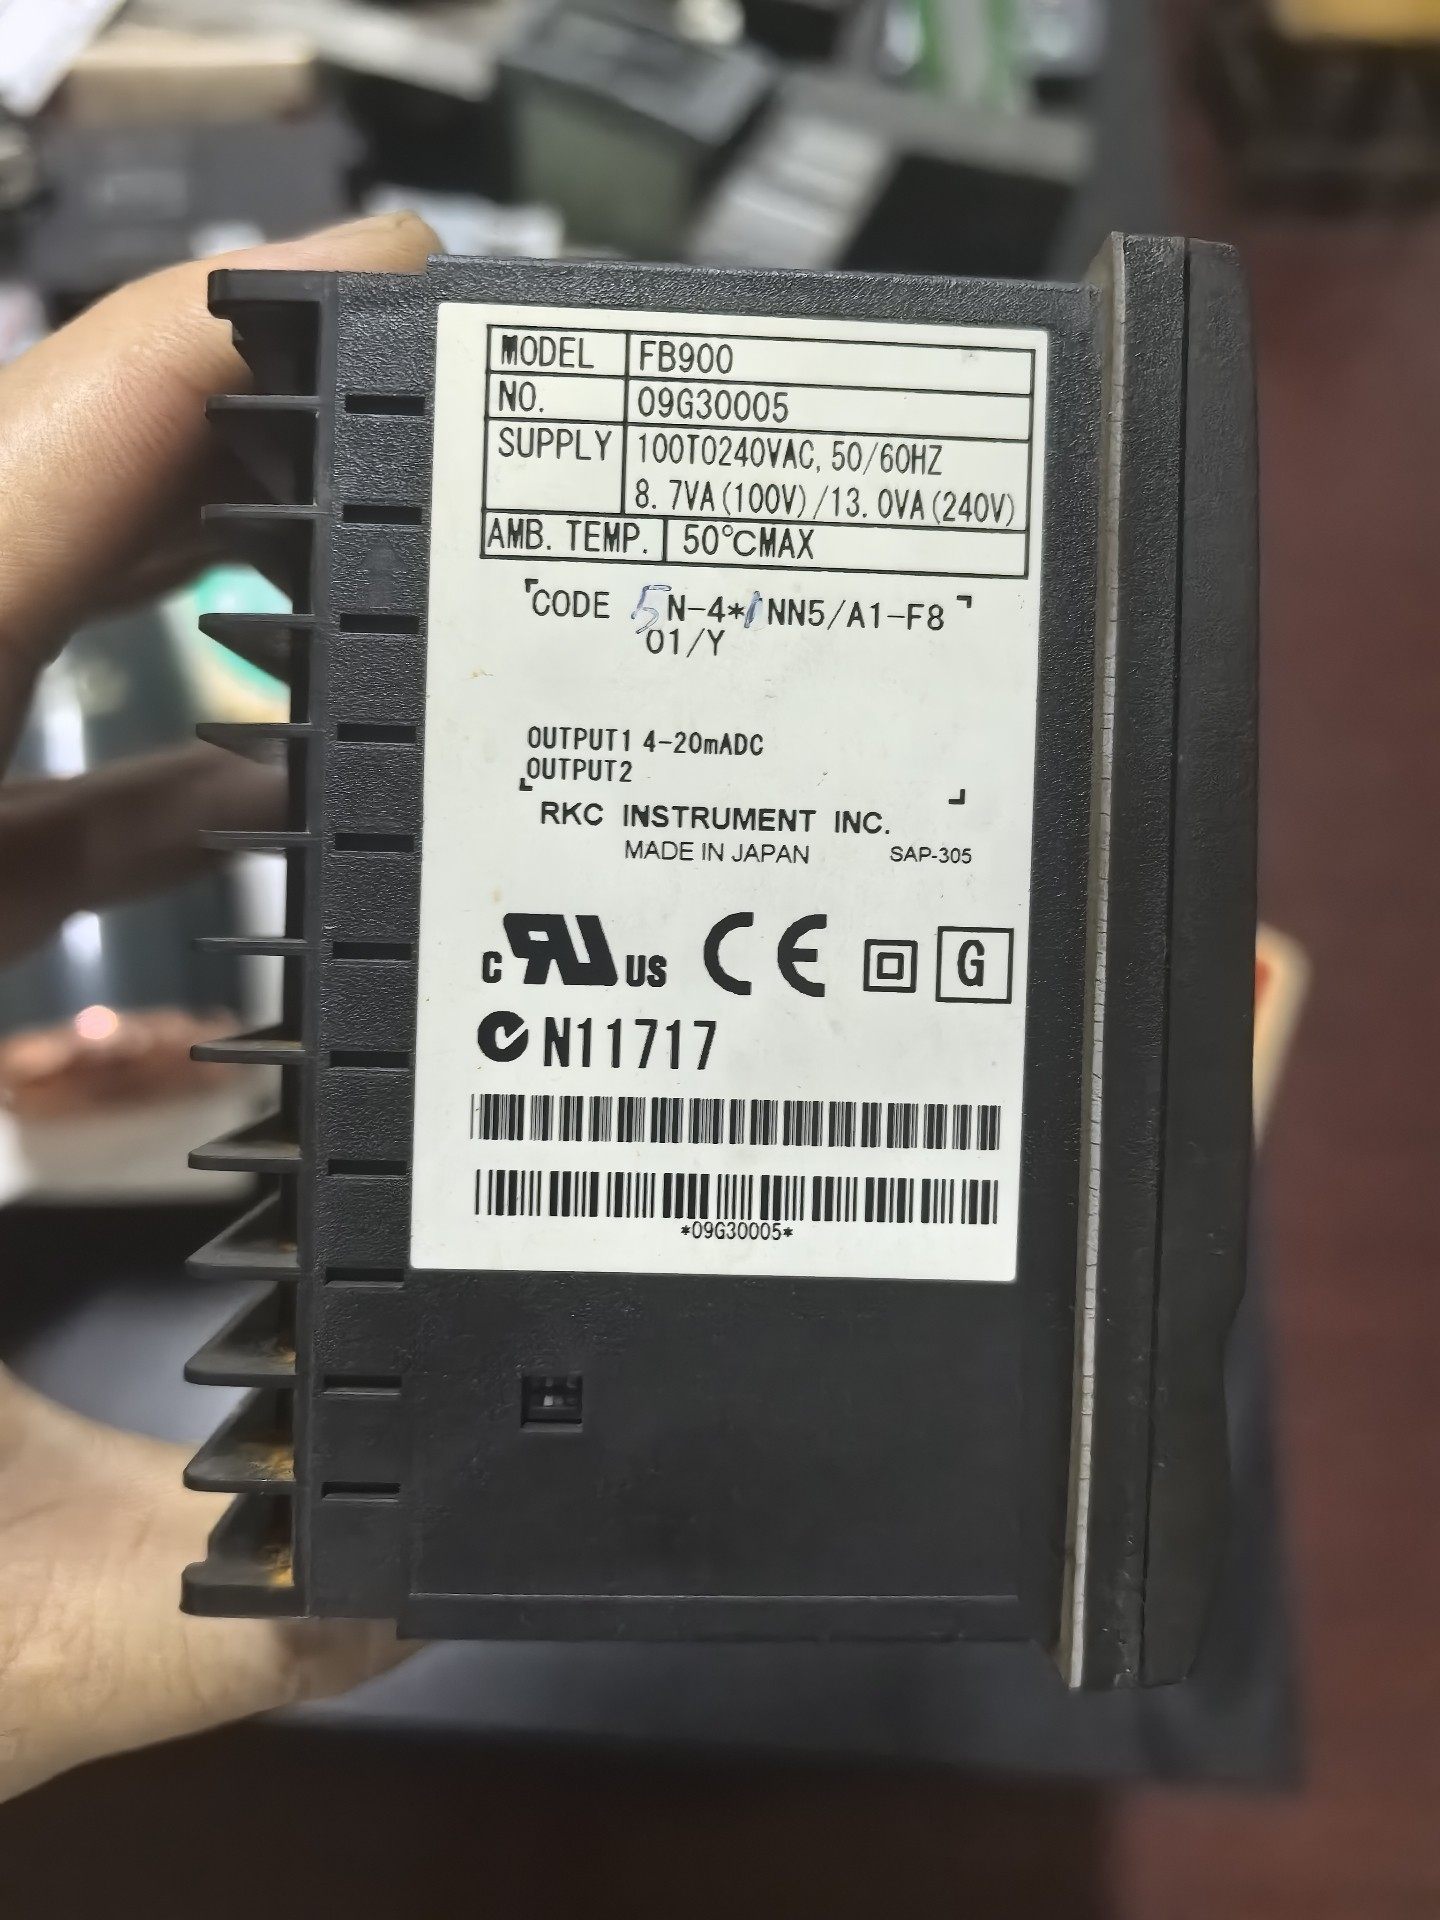 MODEL FB900
NO. 09G30005
SUPPLY 100TO240VAC, 50/60HZ
8.7VA(100V)/13.0VA(240V)
AMB. TEMP. 50°CMAX
CODE 5N-4*1NN5/A1-F8
01/Y
OUTPUT1 4-20mADC
OUTPUT2
RKC INSTRUMENT INC.
MADE IN JAPAN SAP-305
c RU US CE G
N11717
*09G30005*